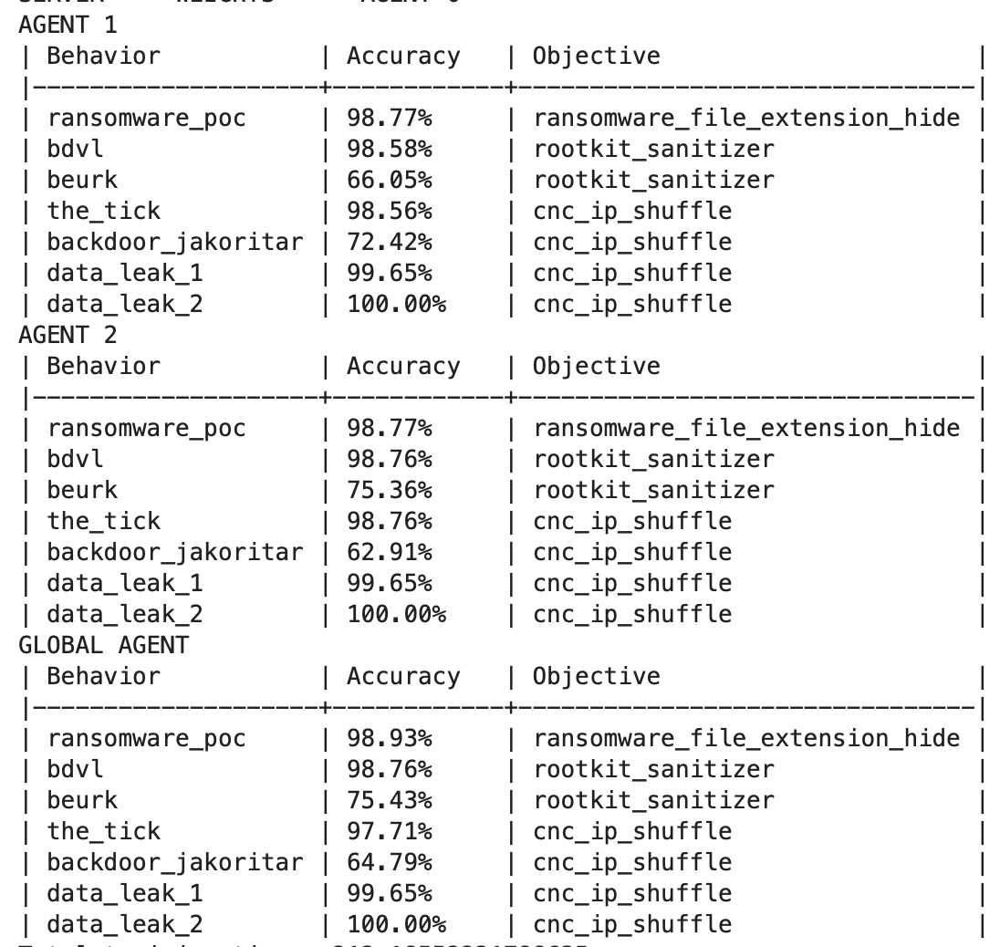 AGENT 1
| Behavior | Accuracy | Objective |
|--------------------+------------+--------------------------------|
| ransomware_poc | 98.77% | ransomware_file_extension_hide |
| bdvl | 98.58% | rootkit_sanitizer |
| beurk | 66.05% | rootkit_sanitizer |
| the_tick | 98.56% | cnc_ip_shuffle |
| backdoor_jakoritar | 72.42% | cnc_ip_shuffle |
| data_leak_1 | 99.65% | cnc_ip_shuffle |
| data_leak_2 | 100.00% | cnc_ip_shuffle |
AGENT 2
| Behavior | Accuracy | Objective |
|--------------------+------------+--------------------------------|
| ransomware_poc | 98.77% | ransomware_file_extension_hide |
| bdvl | 98.76% | rootkit_sanitizer |
| beurk | 75.36% | rootkit_sanitizer |
| the_tick | 98.76% | cnc_ip_shuffle |
| backdoor_jakoritar | 62.91% | cnc_ip_shuffle |
| data_leak_1 | 99.65% | cnc_ip_shuffle |
| data_leak_2 | 100.00% | cnc_ip_shuffle |
GLOBAL AGENT
| Behavior | Accuracy | Objective |
|--------------------+------------+--------------------------------|
| ransomware_poc | 98.93% | ransomware_file_extension_hide |
| bdvl | 98.76% | rootkit_sanitizer |
| beurk | 75.43% | rootkit_sanitizer |
| the_tick | 97.71% | cnc_ip_shuffle |
| backdoor_jakoritar | 64.79% | cnc_ip_shuffle |
| data_leak_1 | 99.65% | cnc_ip_shuffle |
| data_leak_2 | 100.00% | cnc_ip_shuffle |